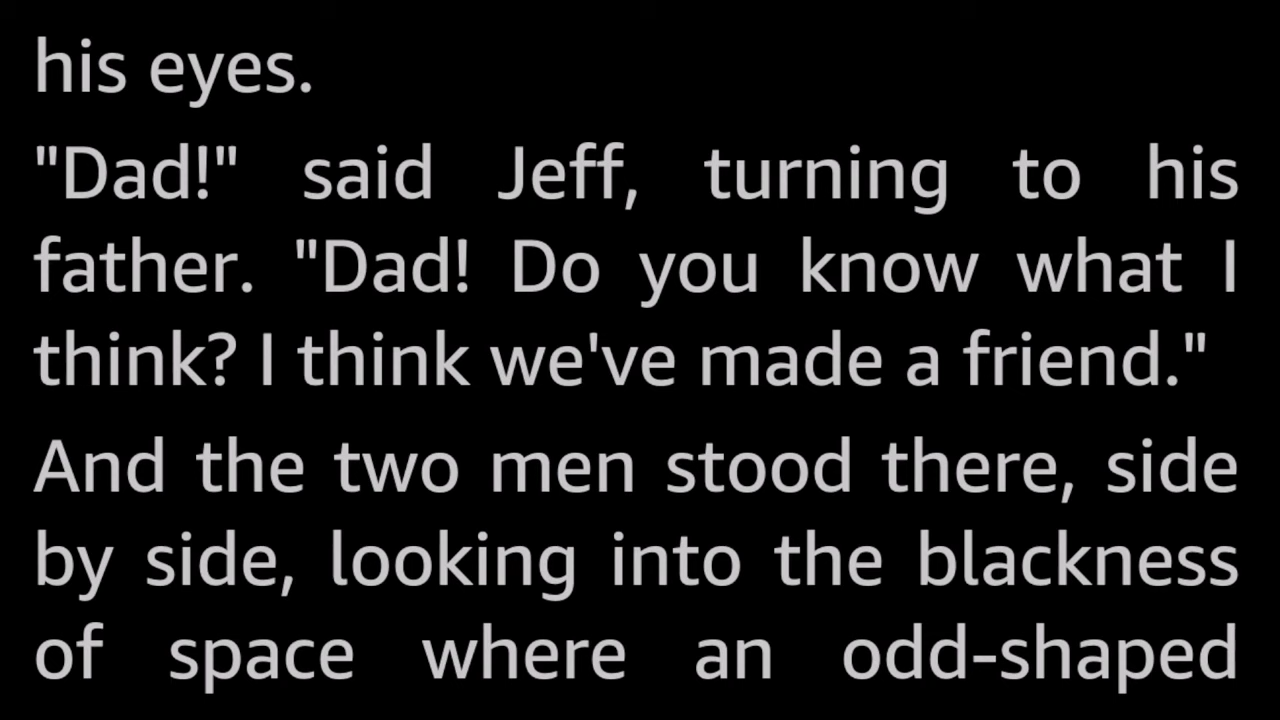 his eyes.
"Dad!" said Jeff, turning to his
father. "Dad! Do you know what I
think? I think we've made a friend."
And the two men stood there, side
by side, looking into the blackness
of space where an odd-shaped